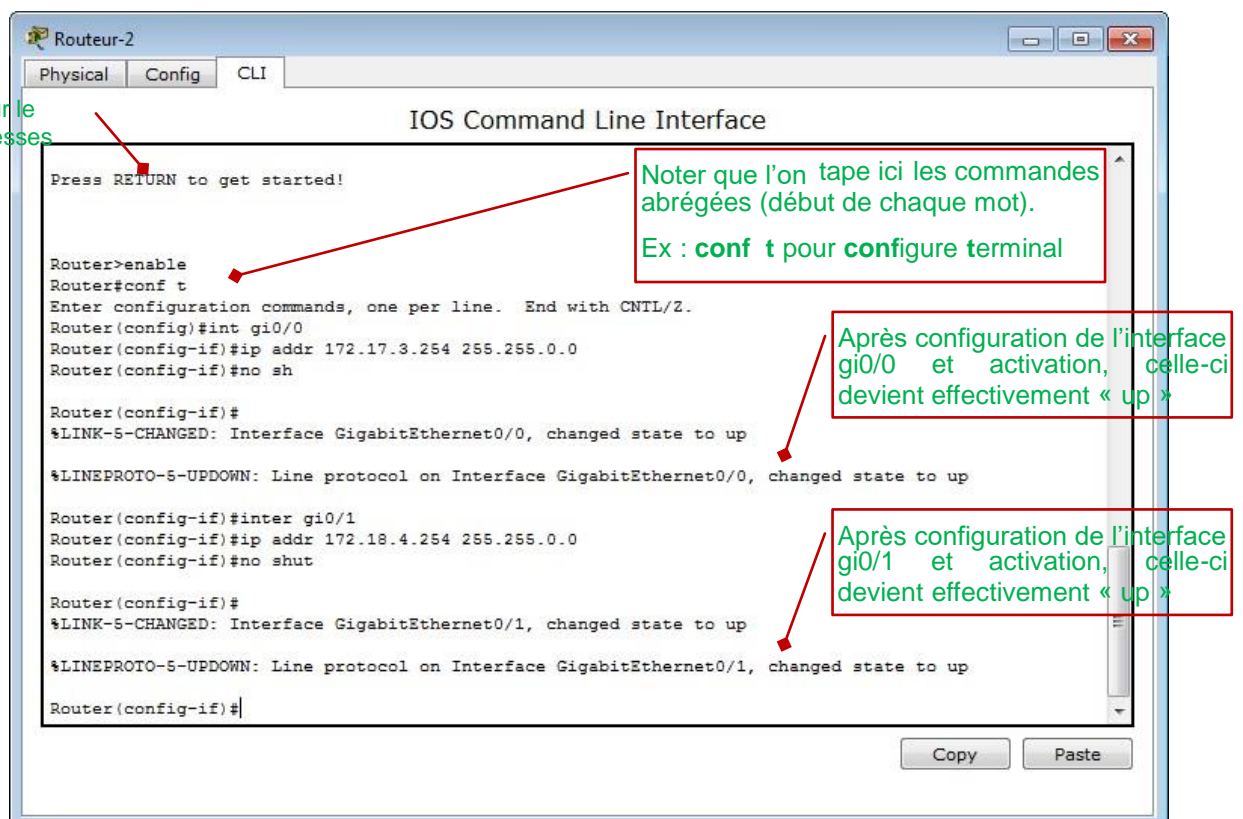 Routeur-2
Physical Config CLI
IOS Command Line Interface
le
Press RETURN to get started!
Noter que l'on tape ici les commandes
abrégées (début de chaque mot).
Ex : conf t pour configure terminal
Router>enable
Router#conf t
Enter configuration commands, one per line. End with CNTL/Z.
Router(config)#int gi0/0
Router(config-if)#ip addr 172.17.3.254 255.255.0.0
Router(config-if)#no sh
Après configuration de l'interface
gi0/0 et activation, celle-ci
devient effectivement « up »
Router(config-if)#
%LINK-5-CHANGED: Interface GigabitEthernet0/0, changed state to up
%LINEPROTO-5-UPDOWN: Line protocol on Interface GigabitEthernet0/0, changed state to up
Router(config-if)#inter gi0/1
Router(config-if)#ip addr 172.18.4.254 255.255.0.0
Router(config-if)#no shut
Après configuration de l'interface
gi0/1 et activation, celle-ci
devient effectivement « up »
Router(config-if)#
%LINK-5-CHANGED: Interface GigabitEthernet0/1, changed state to up
%LINEPROTO-5-UPDOWN: Line protocol on Interface GigabitEthernet0/1, changed state to up
Router(config-if)#
Copy Paste